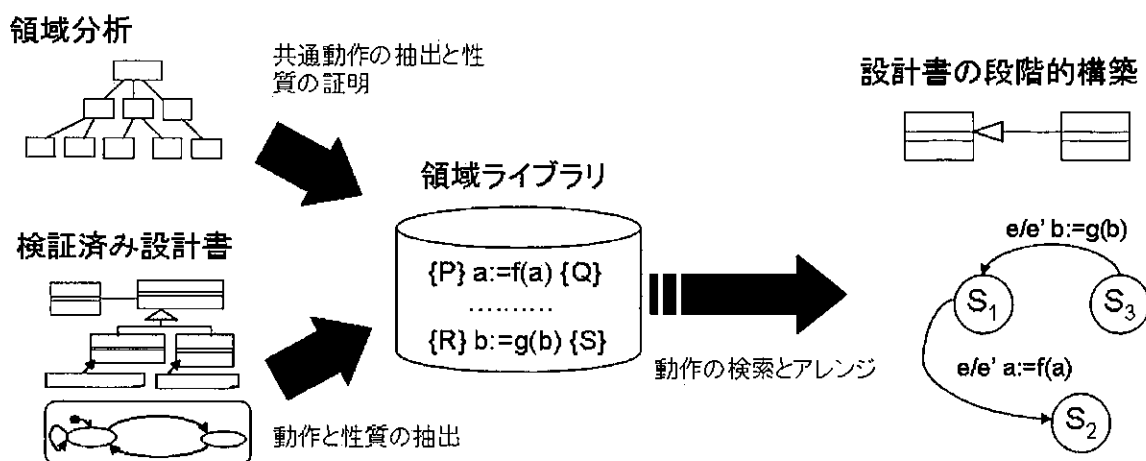 領域分析
共通動作の抽出と性
質の証明
設計書の段階的構築
領域ライブラリ
検証済み設計書
{P} a:=f(a) {Q}
..........
{R} b:=g(b) {S}
e/e' b:=g(b)
S1
S3
動作の検索とアレンジ
e/e' a:=f(a)
S2
動作と性質の抽出